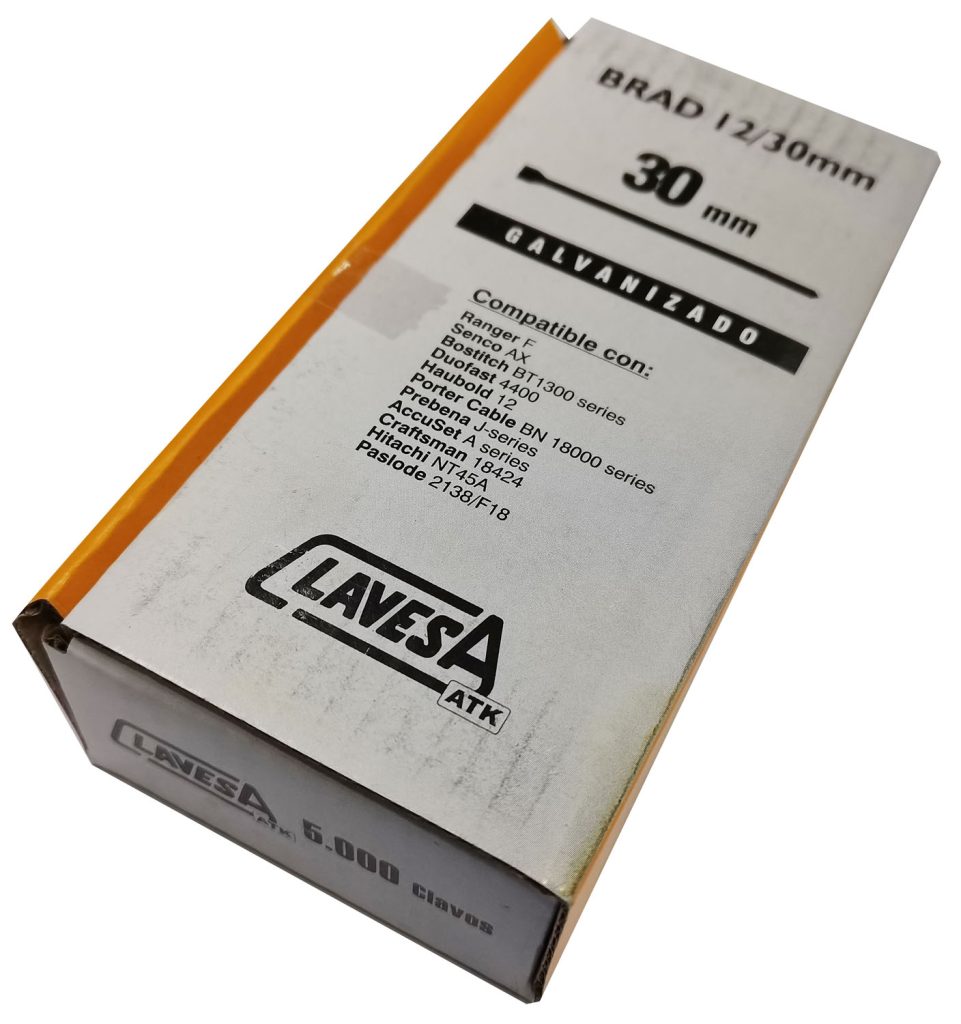 BRAD 12/30mm
30 mm
GALVANIZADO
Compatible con:
Ranger F
Senco AX
Bostitch BT1300 series
Duofast 4400
Haubold 12
Porter Cable BN 18000 series
Prebena J-series
AccuSet A series
Craftsman 18424
Hitachi NT45A
Paslode 2138/F18
CLAVESA
ATK
CLAVESA
ATK
5.000 clavos